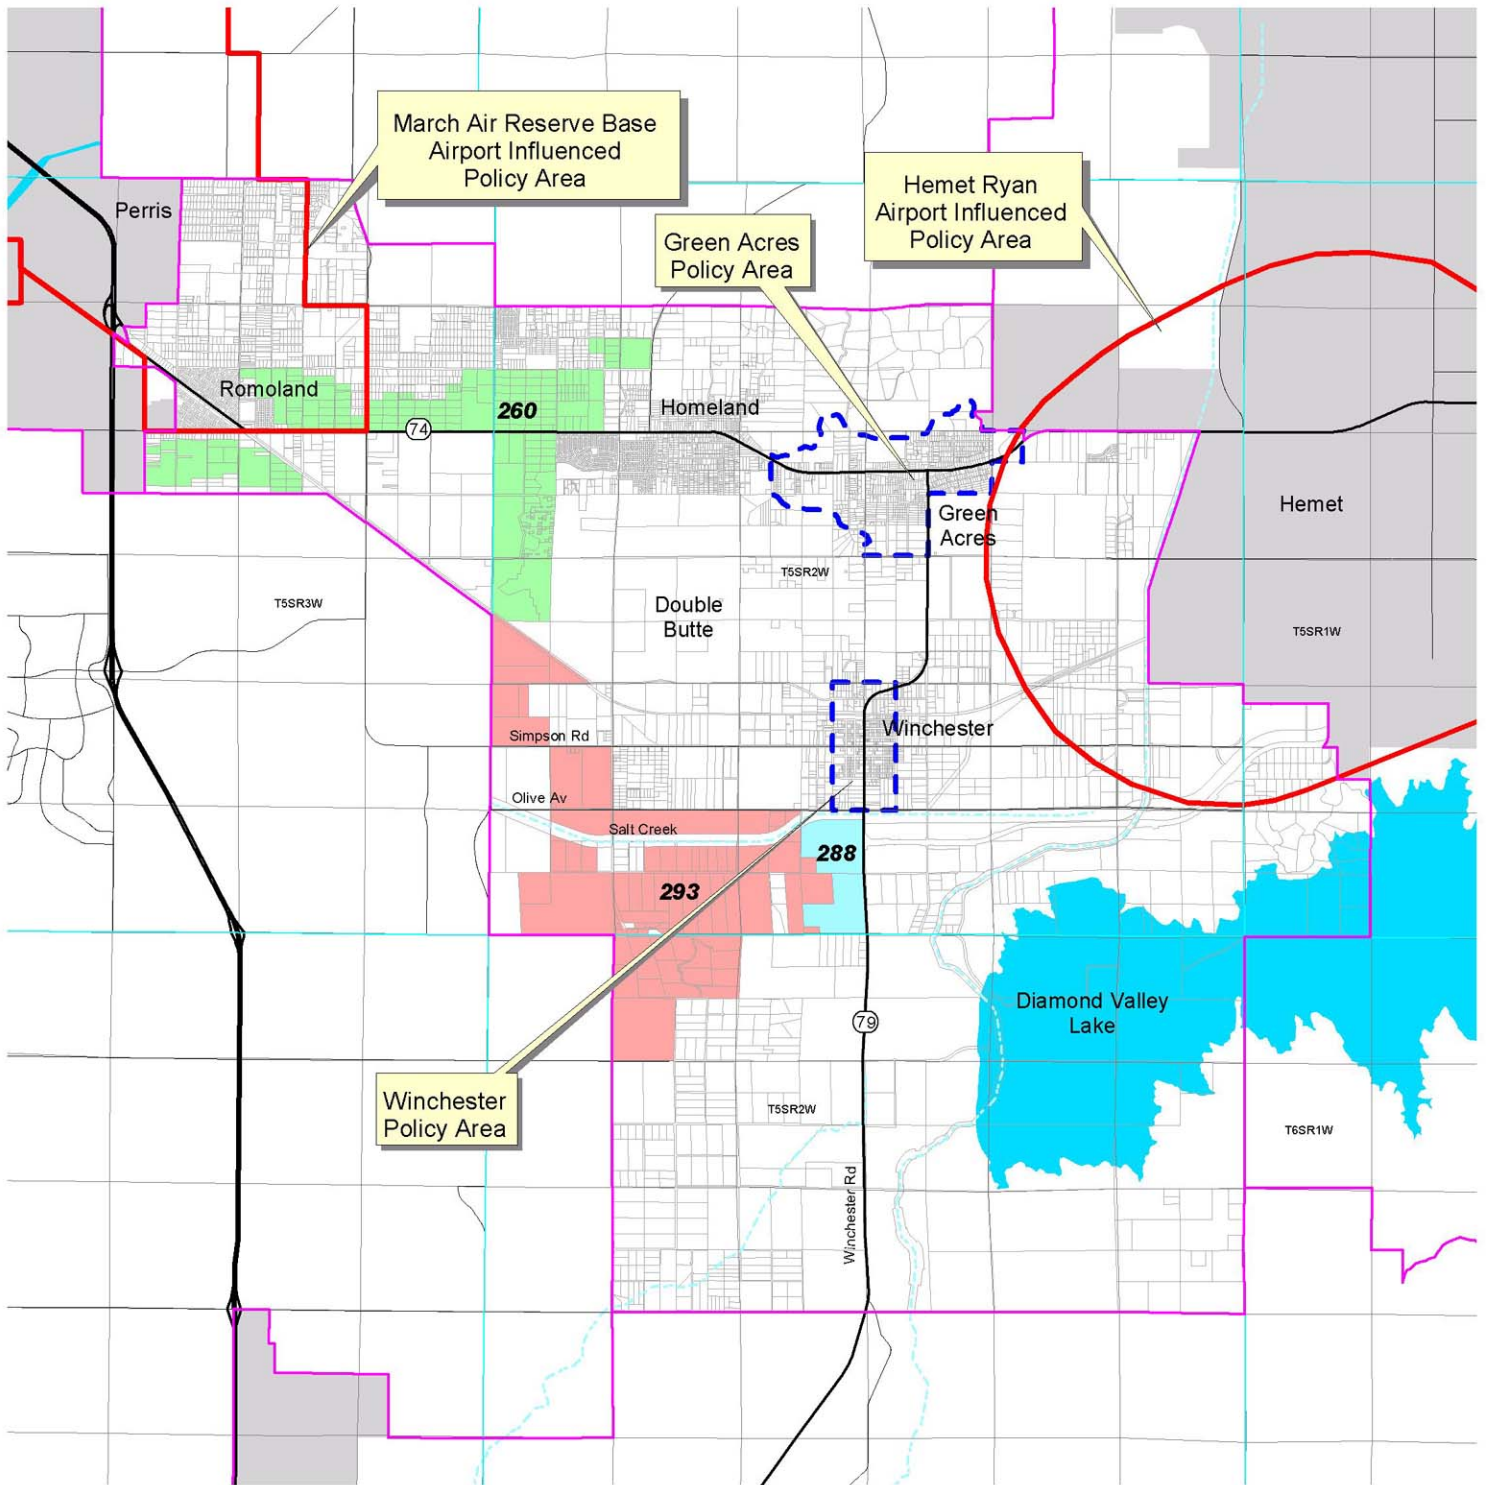 March Air Reserve Base
Airport Influenced
Policy Area
Hemet Ryan
Airport Influenced
Policy Area
Perris
Green Acres
Policy Area
Romoland
260
Homeland
74
Hemet
Green
Acres
T5SR2W
T5SR3W
Double
Butte
T5SR1W
Simpson Rd
Winchester
Olive Av
Salt Creek
288
293
Diamond Valley
Lake
79
Winchester
Policy Area
T5SR2W
T6SR1W
Winchester Rd